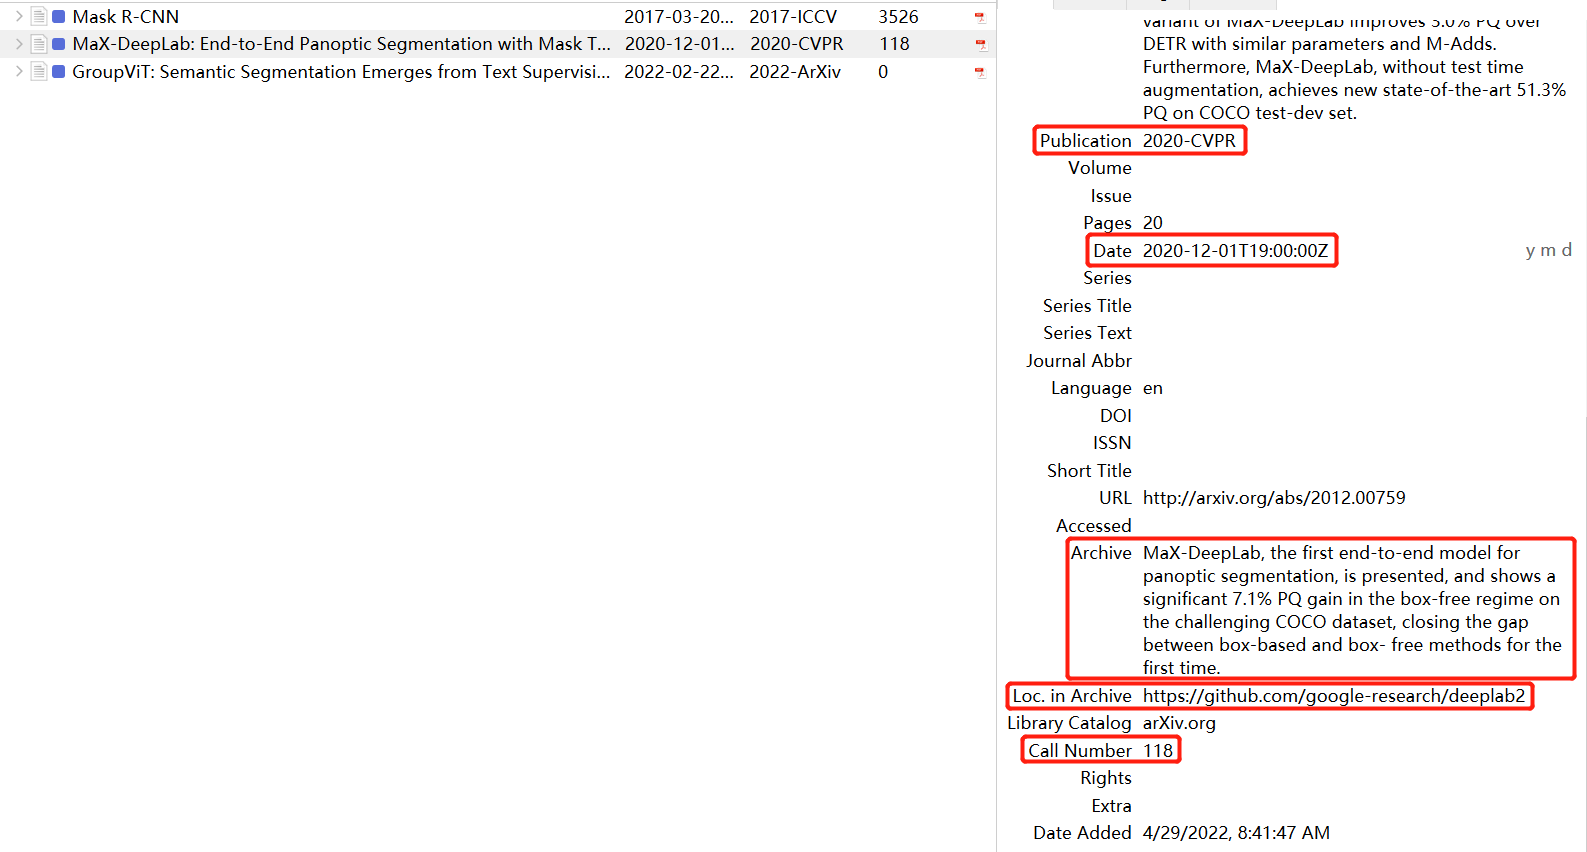 Mask R-CNN 2017-03-20... 2017-ICCV 3526
MaX-DeepLab: End-to-End Panoptic Segmentation with Mask T... 2020-12-01... 2020-CVPR 118
GroupViT: Semantic Segmentation Emerges from Text Supervisi... 2022-02-22... 2022-ArXiv 0
variant of MaX-DeepLab improves 3.0% PQ over
DETR with similar parameters and M-Adds.
Furthermore, MaX-DeepLab, without test time
augmentation, achieves new state-of-the-art 51.3%
PQ on COCO test-dev set.
Publication 2020-CVPR
Volume
Issue
Pages 20
Date 2020-12-01T19:00:00Z y m d
Series
Series Title
Series Text
Journal Abbr
Language en
DOI
ISSN
Short Title
URL http://arxiv.org/abs/2012.00759
Accessed
Archive MaX-DeepLab, the first end-to-end model for
panoptic segmentation, is presented, and shows a
significant 7.1% PQ gain in the box-free regime on
the challenging COCO dataset, closing the gap
between box-based and box- free methods for the
first time.
Loc. in Archive https://github.com/google-research/deeplab2
Library Catalog arXiv.org
Call Number 118
Rights
Extra
Date Added 4/29/2022, 8:41:47 AM